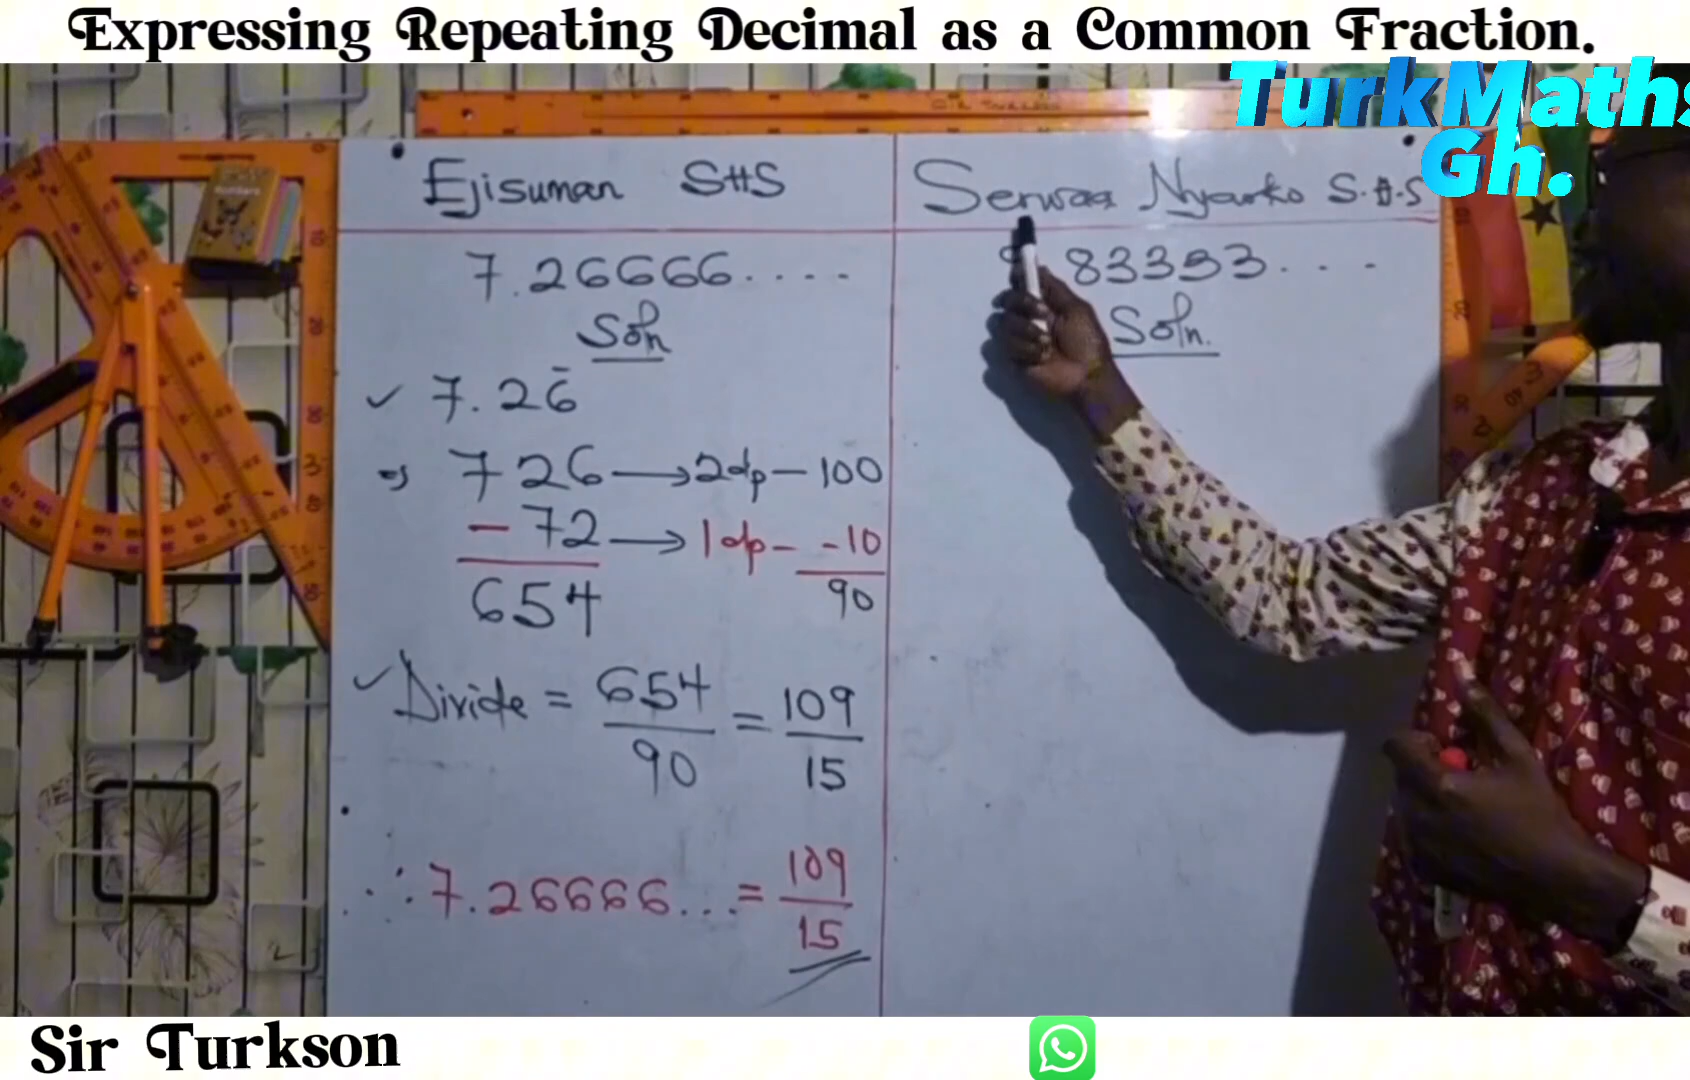 Expressing Repeating Decimal as a Common Fraction.
TurkMaths
Gh.
Ejisuman SHS
7.26666....
Soln
✓ 7.26̄
⇒ 726 → 2dp – 100
– 72 → 1dp – -10
654
90
✓ Divide = 654/90 = 109/15
∴ 7.26666... = 109/15
Serwaa Nyarko S.H.S
83333...
Soln.
Sir Turkson